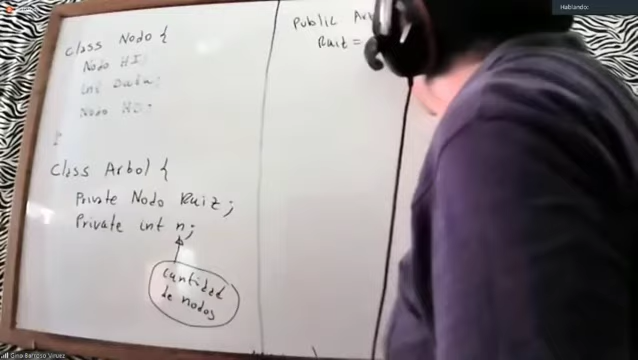 class Nodo {
Nodo HI;
int Data;
Nodo HD;
}
Class Arbol {
Private Nodo Raiz;
Private int n;
cantidad
de nodos
Public
Raiz =
Hablando: